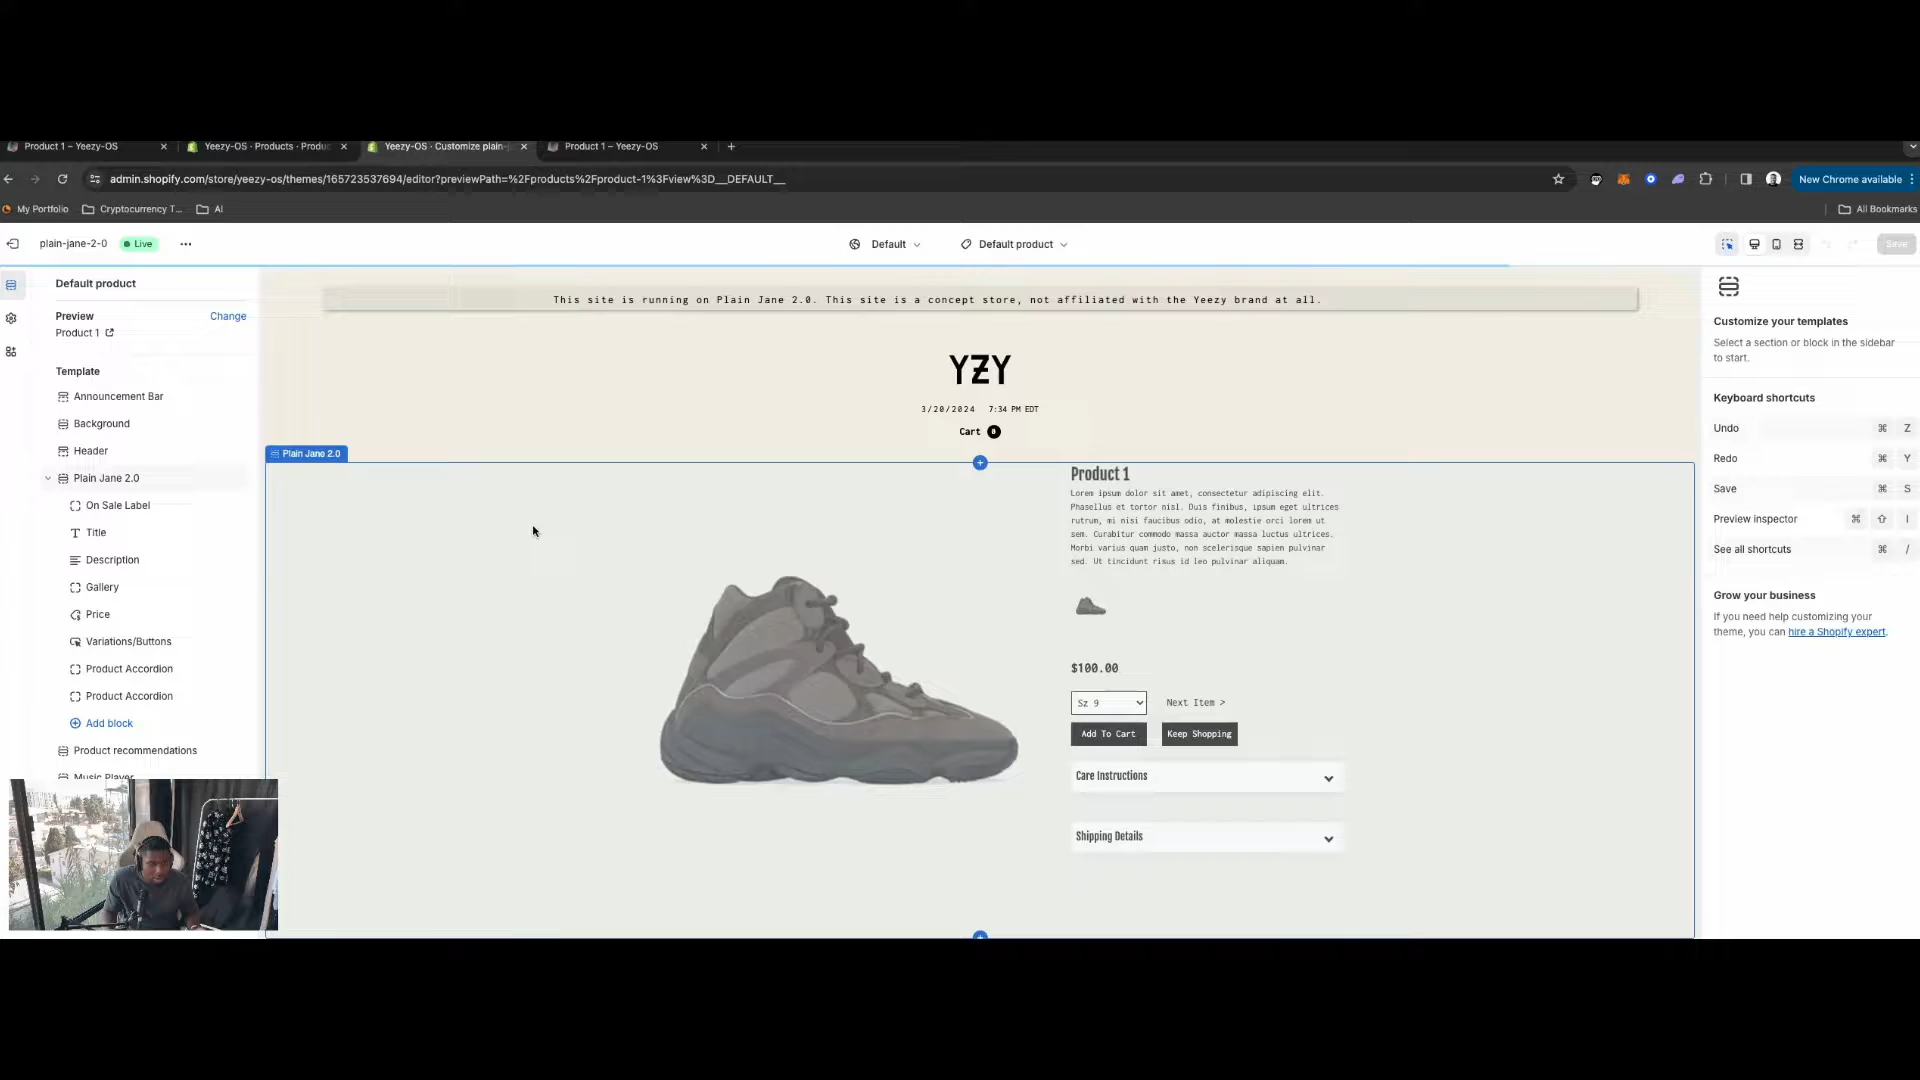 Product 1 – Yeezy-OS
Yeezy-OS · Products · Produc
Yeezy-OS · Customize plain-j
Product 1 – Yeezy-OS
admin.shopify.com/store/yeezy-os/themes/165723537694/editor?previewPath=%2Fproducts%2Fproduct-1%3Fview%3D__DEFAULT__
New Chrome available
My Portfolio
Cryptocurrency T...
AI
All Bookmarks
plain-jane-2-0
Live
Default
Default product
Save
Default product
Preview
Change
Product 1
Template
Announcement Bar
Background
Header
Plain Jane 2.0
On Sale Label
Title
Description
Gallery
Price
Variations/Buttons
Product Accordion
Product Accordion
Add block
Product recommendations
Music Player
This site is running on Plain Jane 2.0. This site is a concept store, not affiliated with the Yeezy brand at all.
YZY
3/20/2024 7:34 PM EDT
Cart 0
Plain Jane 2.0
Product 1
Lorem ipsum dolor sit amet, consectetur adipiscing elit.
Phasellus et tortor nisl. Duis finibus, ipsum eget ultrices
rutrum, mi nisi faucibus odio, at molestie orci lorem ut
sem. Curabitur commodo massa auctor massa luctus ultrices.
Morbi varius quam justo, non scelerisque sapien pulvinar
sed. Ut tincidunt risus id leo pulvinar aliquam.
$100.00
Sz 9
Next Item >
Add To Cart
Keep Shopping
Care Instructions
Shipping Details
Customize your templates
Select a section or block in the sidebar
to start.
Keyboard shortcuts
Undo ⌘ Z
Redo ⌘ Y
Save ⌘ S
Preview inspector ⌘ ⇧ I
See all shortcuts ⌘ /
Grow your business
If you need help customizing your
theme, you can hire a Shopify expert.